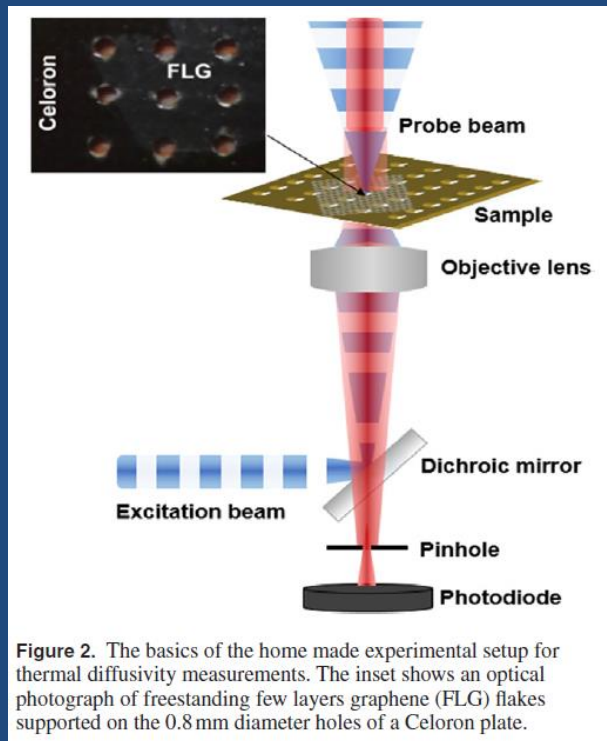 Celoron
FLG
Probe beam
Sample
Objective lens
Dichroic mirror
Excitation beam
Pinhole
Photodiode
Figure 2. The basics of the home made experimental setup for
thermal diffusivity measurements. The inset shows an optical
photograph of freestanding few layers graphene (FLG) flakes
supported on the 0.8 mm diameter holes of a Celoron plate.